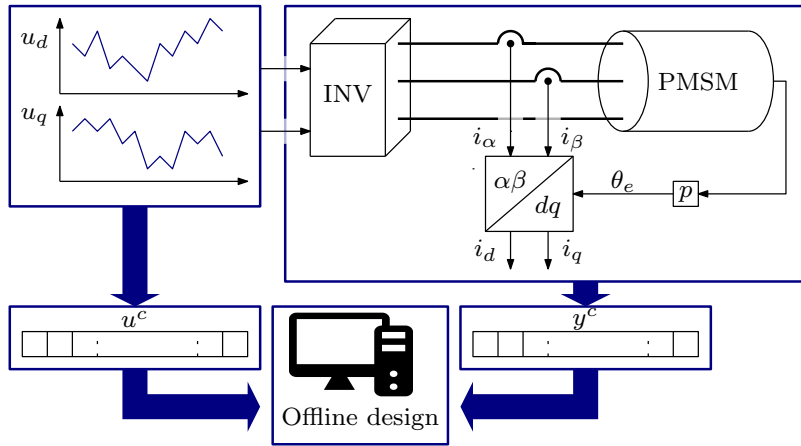 u_d
u_q
INV
PMSM
i_α i_β
αβ
dq
θ_e
p
i_d i_q
u^c
y^c
Offline design